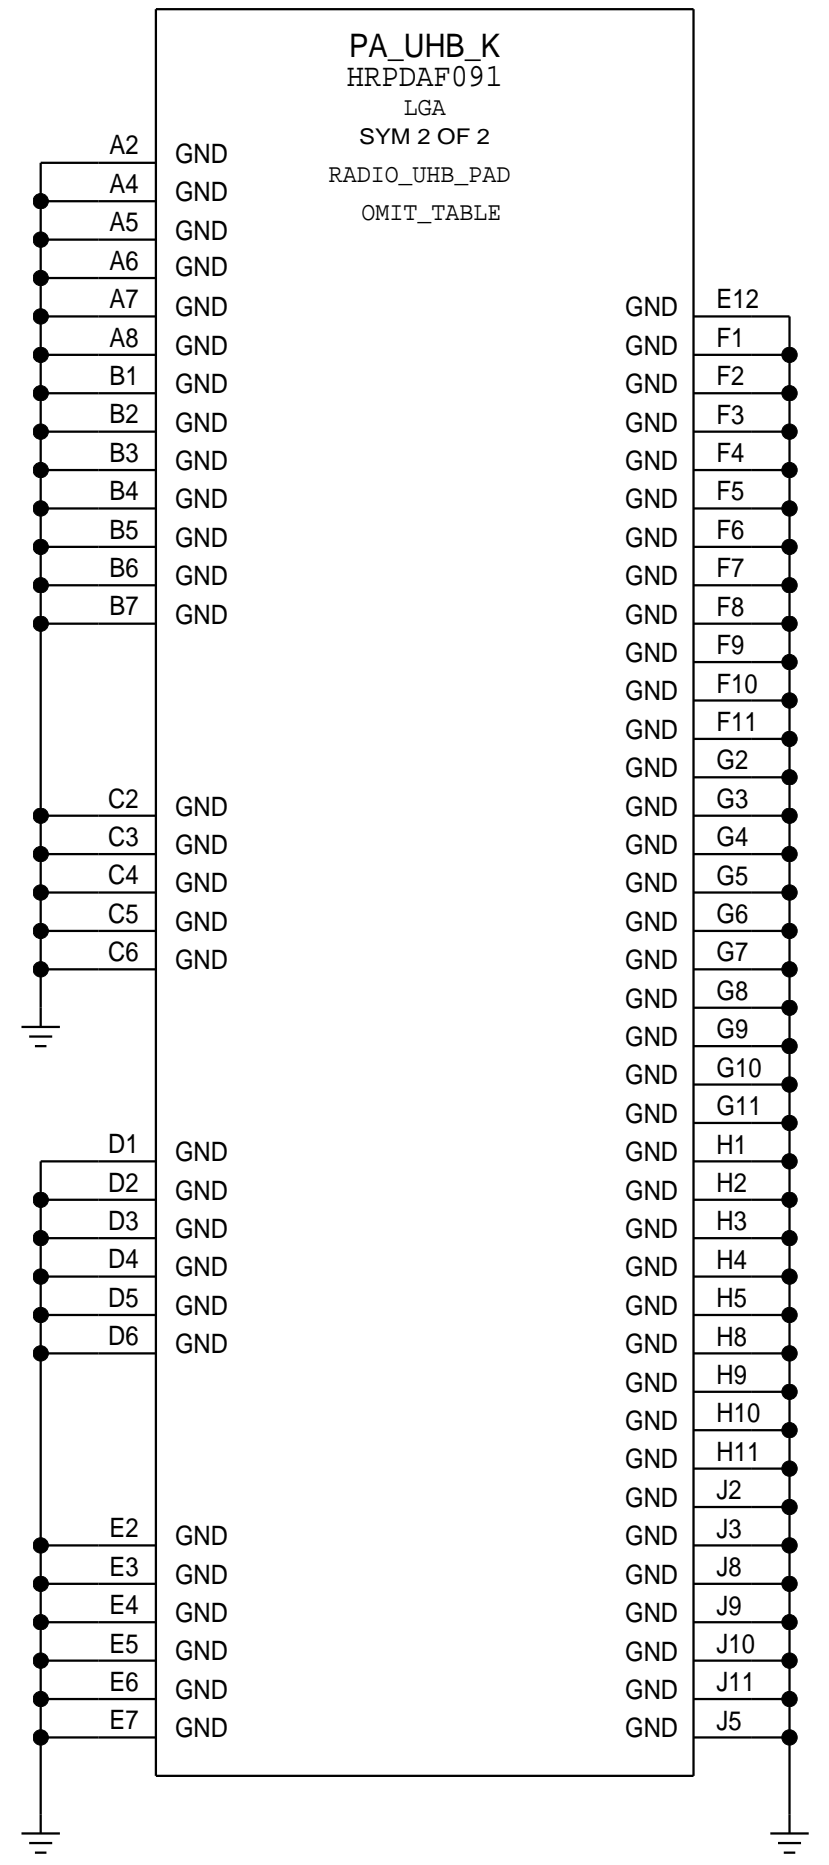 PA_UHB_K
HRPDAF091
LGA
SYM 2 OF 2
RADIO_UHB_PAD
OMIT_TABLE
A2 GND
A4 GND
A5 GND
A6 GND
A7 GND
A8 GND
B1 GND
B2 GND
B3 GND
B4 GND
B5 GND
B6 GND
B7 GND
C2 GND
C3 GND
C4 GND
C5 GND
C6 GND
D1 GND
D2 GND
D3 GND
D4 GND
D5 GND
D6 GND
E2 GND
E3 GND
E4 GND
E5 GND
E6 GND
E7 GND
GND E12
GND F1
GND F2
GND F3
GND F4
GND F5
GND F6
GND F7
GND F8
GND F9
GND F10
GND F11
GND G2
GND G3
GND G4
GND G5
GND G6
GND G7
GND G8
GND G9
GND G10
GND G11
GND H1
GND H2
GND H3
GND H4
GND H5
GND H8
GND H9
GND H10
GND H11
GND J2
GND J3
GND J8
GND J9
GND J10
GND J11
GND J5